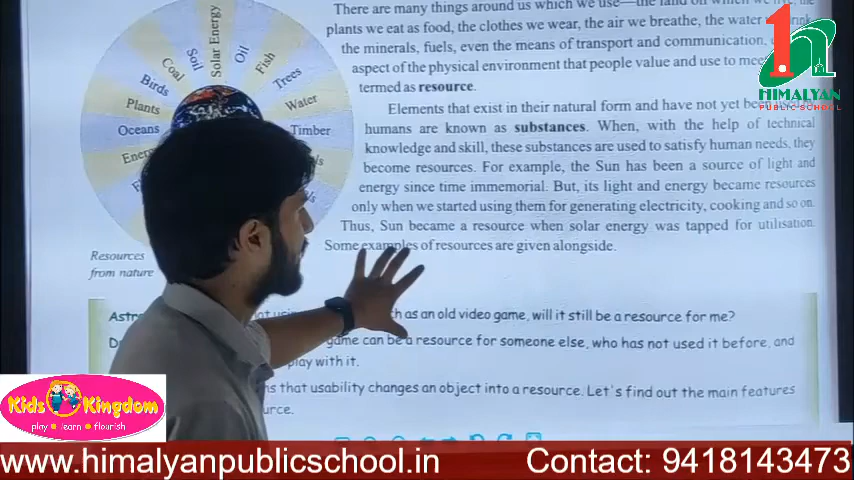 Solar Energy
Oil
Soil
Fish
Coal
Trees
Birds
Water
Plants
Timber
Oceans
Resources
from nature
There are many things around us which we use—the land on which we live, the
plants we eat as food, the clothes we wear, the air we breathe, the water
the minerals, fuels, even the means of transport and communication,
aspect of the physical environment that people value and use to
termed as resource.
Elements that exist in their natural form and have not yet been used by
humans are known as substances. When, with the help of technical
knowledge and skill, these substances are used to satisfy human needs, they
become resources. For example, the Sun has been a source of light and
energy since time immemorial. But, its light and energy became resources
only when we started using them for generating electricity, cooking and so on.
Thus, Sun became a resource when solar energy was tapped for utilisation.
Some examples of resources are given alongside.
as an old video game, will it still be a resource for me?
game can be a resource for someone else, who has not used it before, and
play with it.
that usability changes an object into a resource. Let's find out the main features
1
HIMALYAN
PUBLIC SCHOOL
Kids Kingdom
play learn flourish
www.himalyanpublicschool.in
Contact: 9418143473